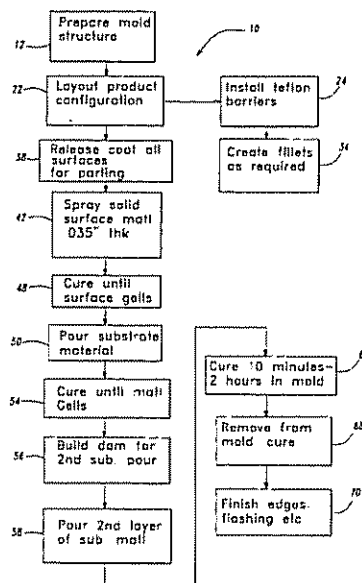 10
12
Prepare mold
structure
22
Layout product
configuration
Install teflon
barriers
24
38
Release coat all
surfaces
for parting
Create fillets
as required
34
42
Spray solid
surface matl
.035" thk
48
Cure until
surface gells
50
Pour substrate
material
54
Cure until matl
Gells
56
Build dam for
2nd sub. pour
58
Pour 2nd layer
of sub matl
Cure 10 minutes-
2 hours in mold
Remove from
mold cure
68
Finish edges,
flashing etc
70